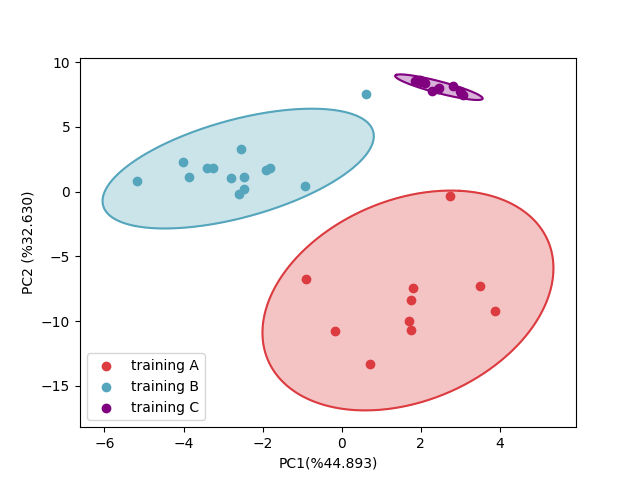 10
5
0
−5
−10
−15
PC2 (%32.630)
training A
training B
training C
−6 −4 −2 0 2 4
PC1(%44.893)